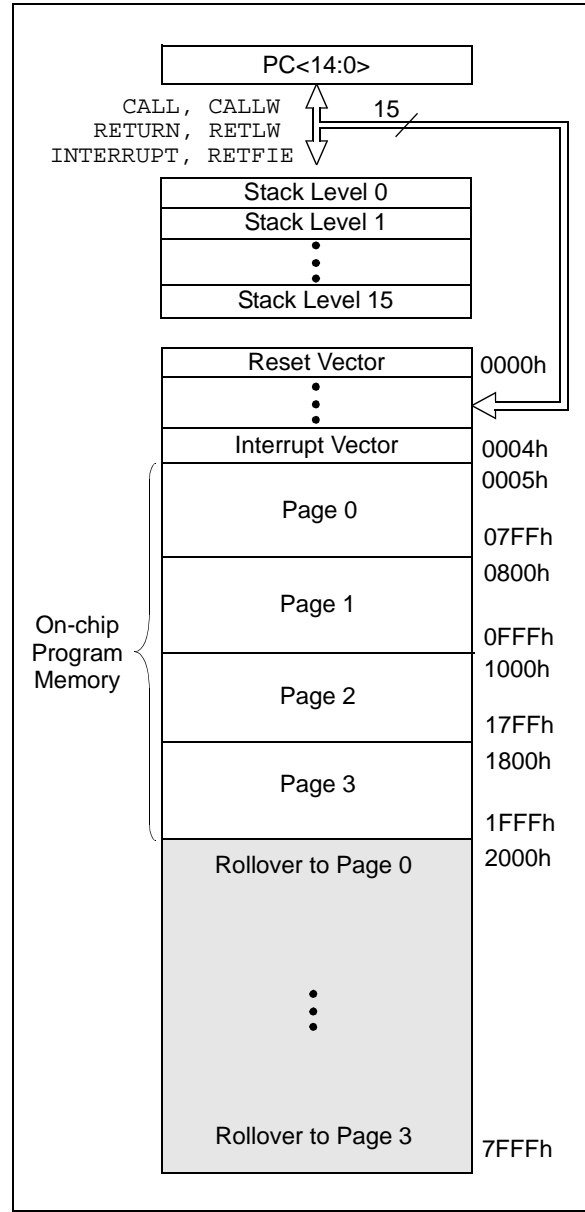 PC<14:0>
CALL, CALLW
15
RETURN, RETLW
INTERRUPT, RETFIE
Stack Level 0
Stack Level 1
Stack Level 15
Reset Vector
0000h
Interrupt Vector
0004h
0005h
Page 0
07FFh
0800h
Page 1
On-chip
Program
Memory
0FFFh
1000h
Page 2
17FFh
1800h
Page 3
1FFFh
Rollover to Page 0
2000h
Rollover to Page 3
7FFFh